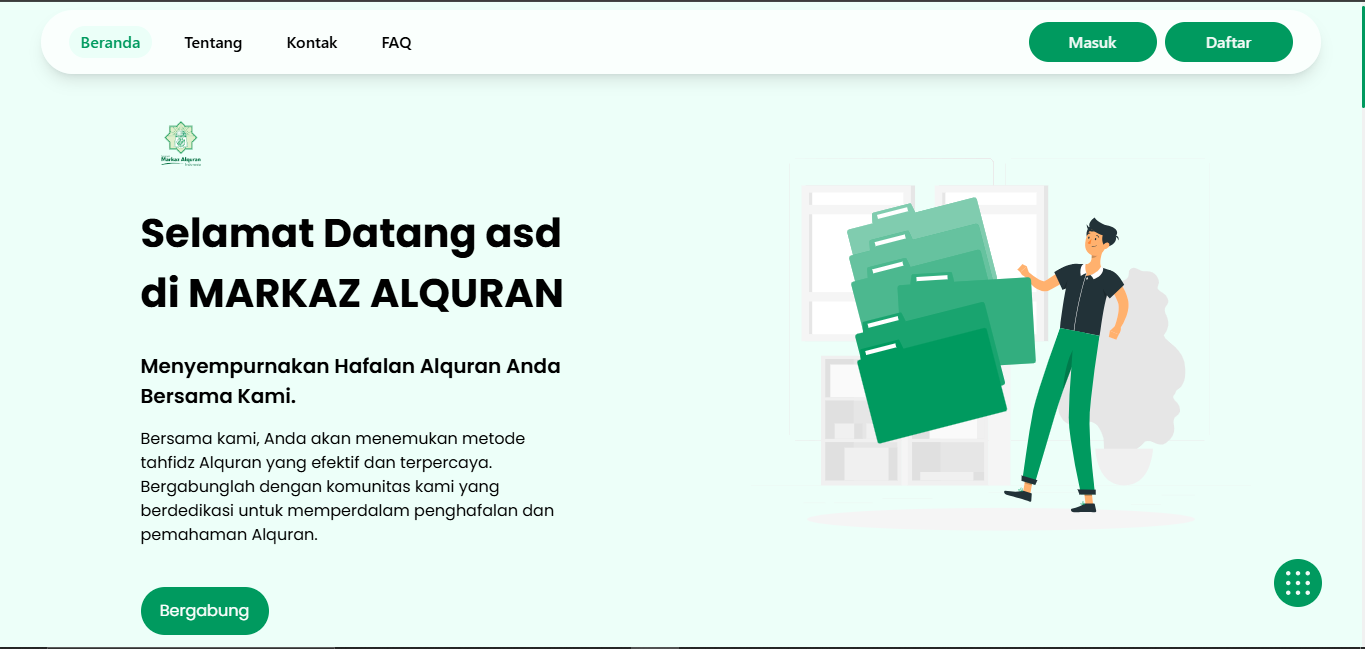 Beranda
Tentang
Kontak
FAQ
Masuk
Daftar
Markaz Alquran
Selamat Datang asd
di MARKAZ ALQURAN
Menyempurnakan Hafalan Alquran Anda
Bersama Kami.
Bersama kami, Anda akan menemukan metode
tahfidz Alquran yang efektif dan terpercaya.
Bergabunglah dengan komunitas kami yang
berdedikasi untuk memperdalam penghafalan dan
pemahaman Alquran.
Bergabung